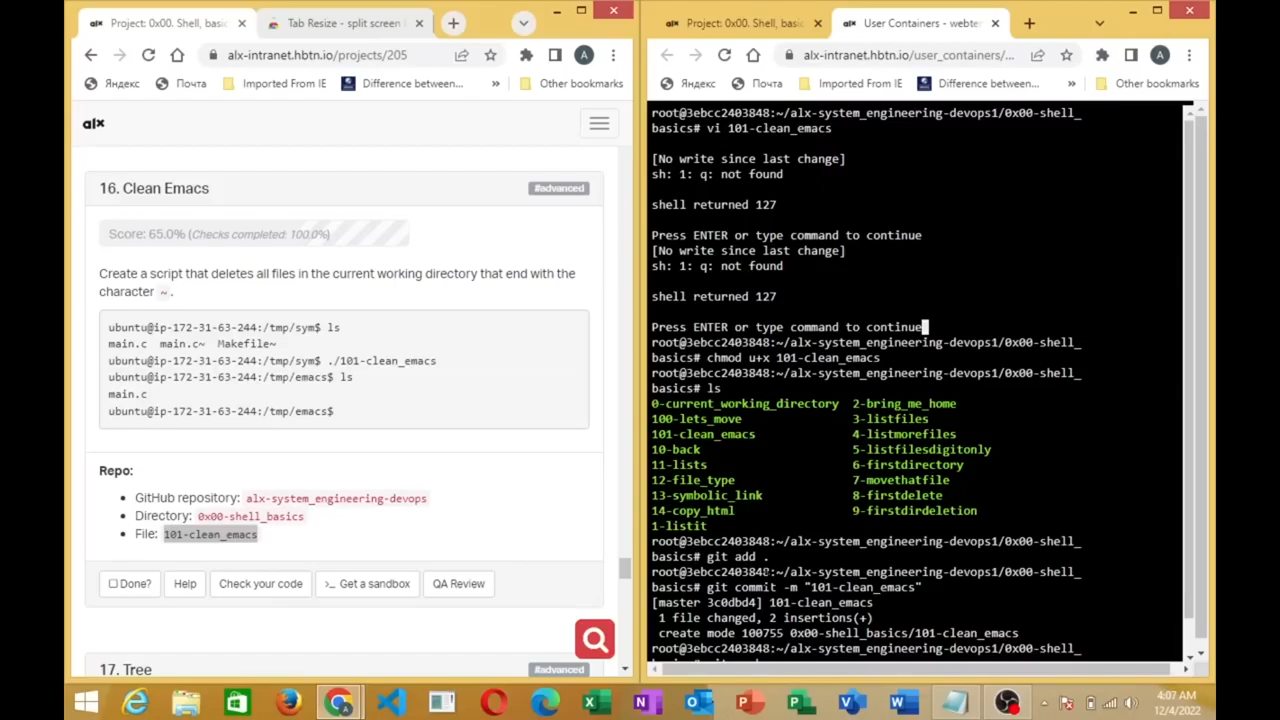 Project: 0x00. Shell, basic
Tab Resize - split screen
alx-intranet.hbtn.io/projects/205
Яндекс
Почта
Imported From IE
Difference between...
»
Other bookmarks
alx
16. Clean Emacs
#advanced
Score: 65.0% (Checks completed: 100.0%)
Create a script that deletes all files in the current working directory that end with the
character ~.
ubuntu@ip-172-31-63-244:/tmp/sym$ ls
main.c  main.c~  Makefile~
ubuntu@ip-172-31-63-244:/tmp/sym$ ./101-clean_emacs
ubuntu@ip-172-31-63-244:/tmp/emacs$ ls
main.c
ubuntu@ip-172-31-63-244:/tmp/emacs$
Repo:
GitHub repository: alx-system_engineering-devops
Directory: 0x00-shell_basics
File: 101-clean_emacs
Done?
Help
Check your code
>_ Get a sandbox
QA Review
17. Tree
#advanced
Project: 0x00. Shell, basic
User Containers - webter
alx-intranet.hbtn.io/user_containers/...
Яндекс
Почта
Imported From IE
Difference between...
»
Other bookmarks
root@3ebcc2403848:~/alx-system_engineering-devops1/0x00-shell_
basics# vi 101-clean_emacs
[No write since last change]
sh: 1: q: not found
shell returned 127
Press ENTER or type command to continue
[No write since last change]
sh: 1: q: not found
shell returned 127
Press ENTER or type command to continue
root@3ebcc2403848:~/alx-system_engineering-devops1/0x00-shell_
basics# chmod u+x 101-clean_emacs
root@3ebcc2403848:~/alx-system_engineering-devops1/0x00-shell_
basics# ls
0-current_working_directory  2-bring_me_home
100-lets_move  3-listfiles
101-clean_emacs  4-listmorefiles
10-back  5-listfilesdigitonly
11-lists  6-firstdirectory
12-file_type  7-movethatfile
13-symbolic_link  8-firstdelete
14-copy_html  9-firstdirdeletion
1-listit
root@3ebcc2403848:~/alx-system_engineering-devops1/0x00-shell_
basics# git add .
root@3ebcc2403848:~/alx-system_engineering-devops1/0x00-shell_
basics# git commit -m "101-clean_emacs"
[master 3c0dbd4] 101-clean_emacs
1 file changed, 2 insertions(+)
create mode 100755 0x00-shell_basics/101-clean_emacs
root@3ebcc2403848:~/alx-system_engineering-devops1/0x00-shell_
4:07 AM
12/4/2022